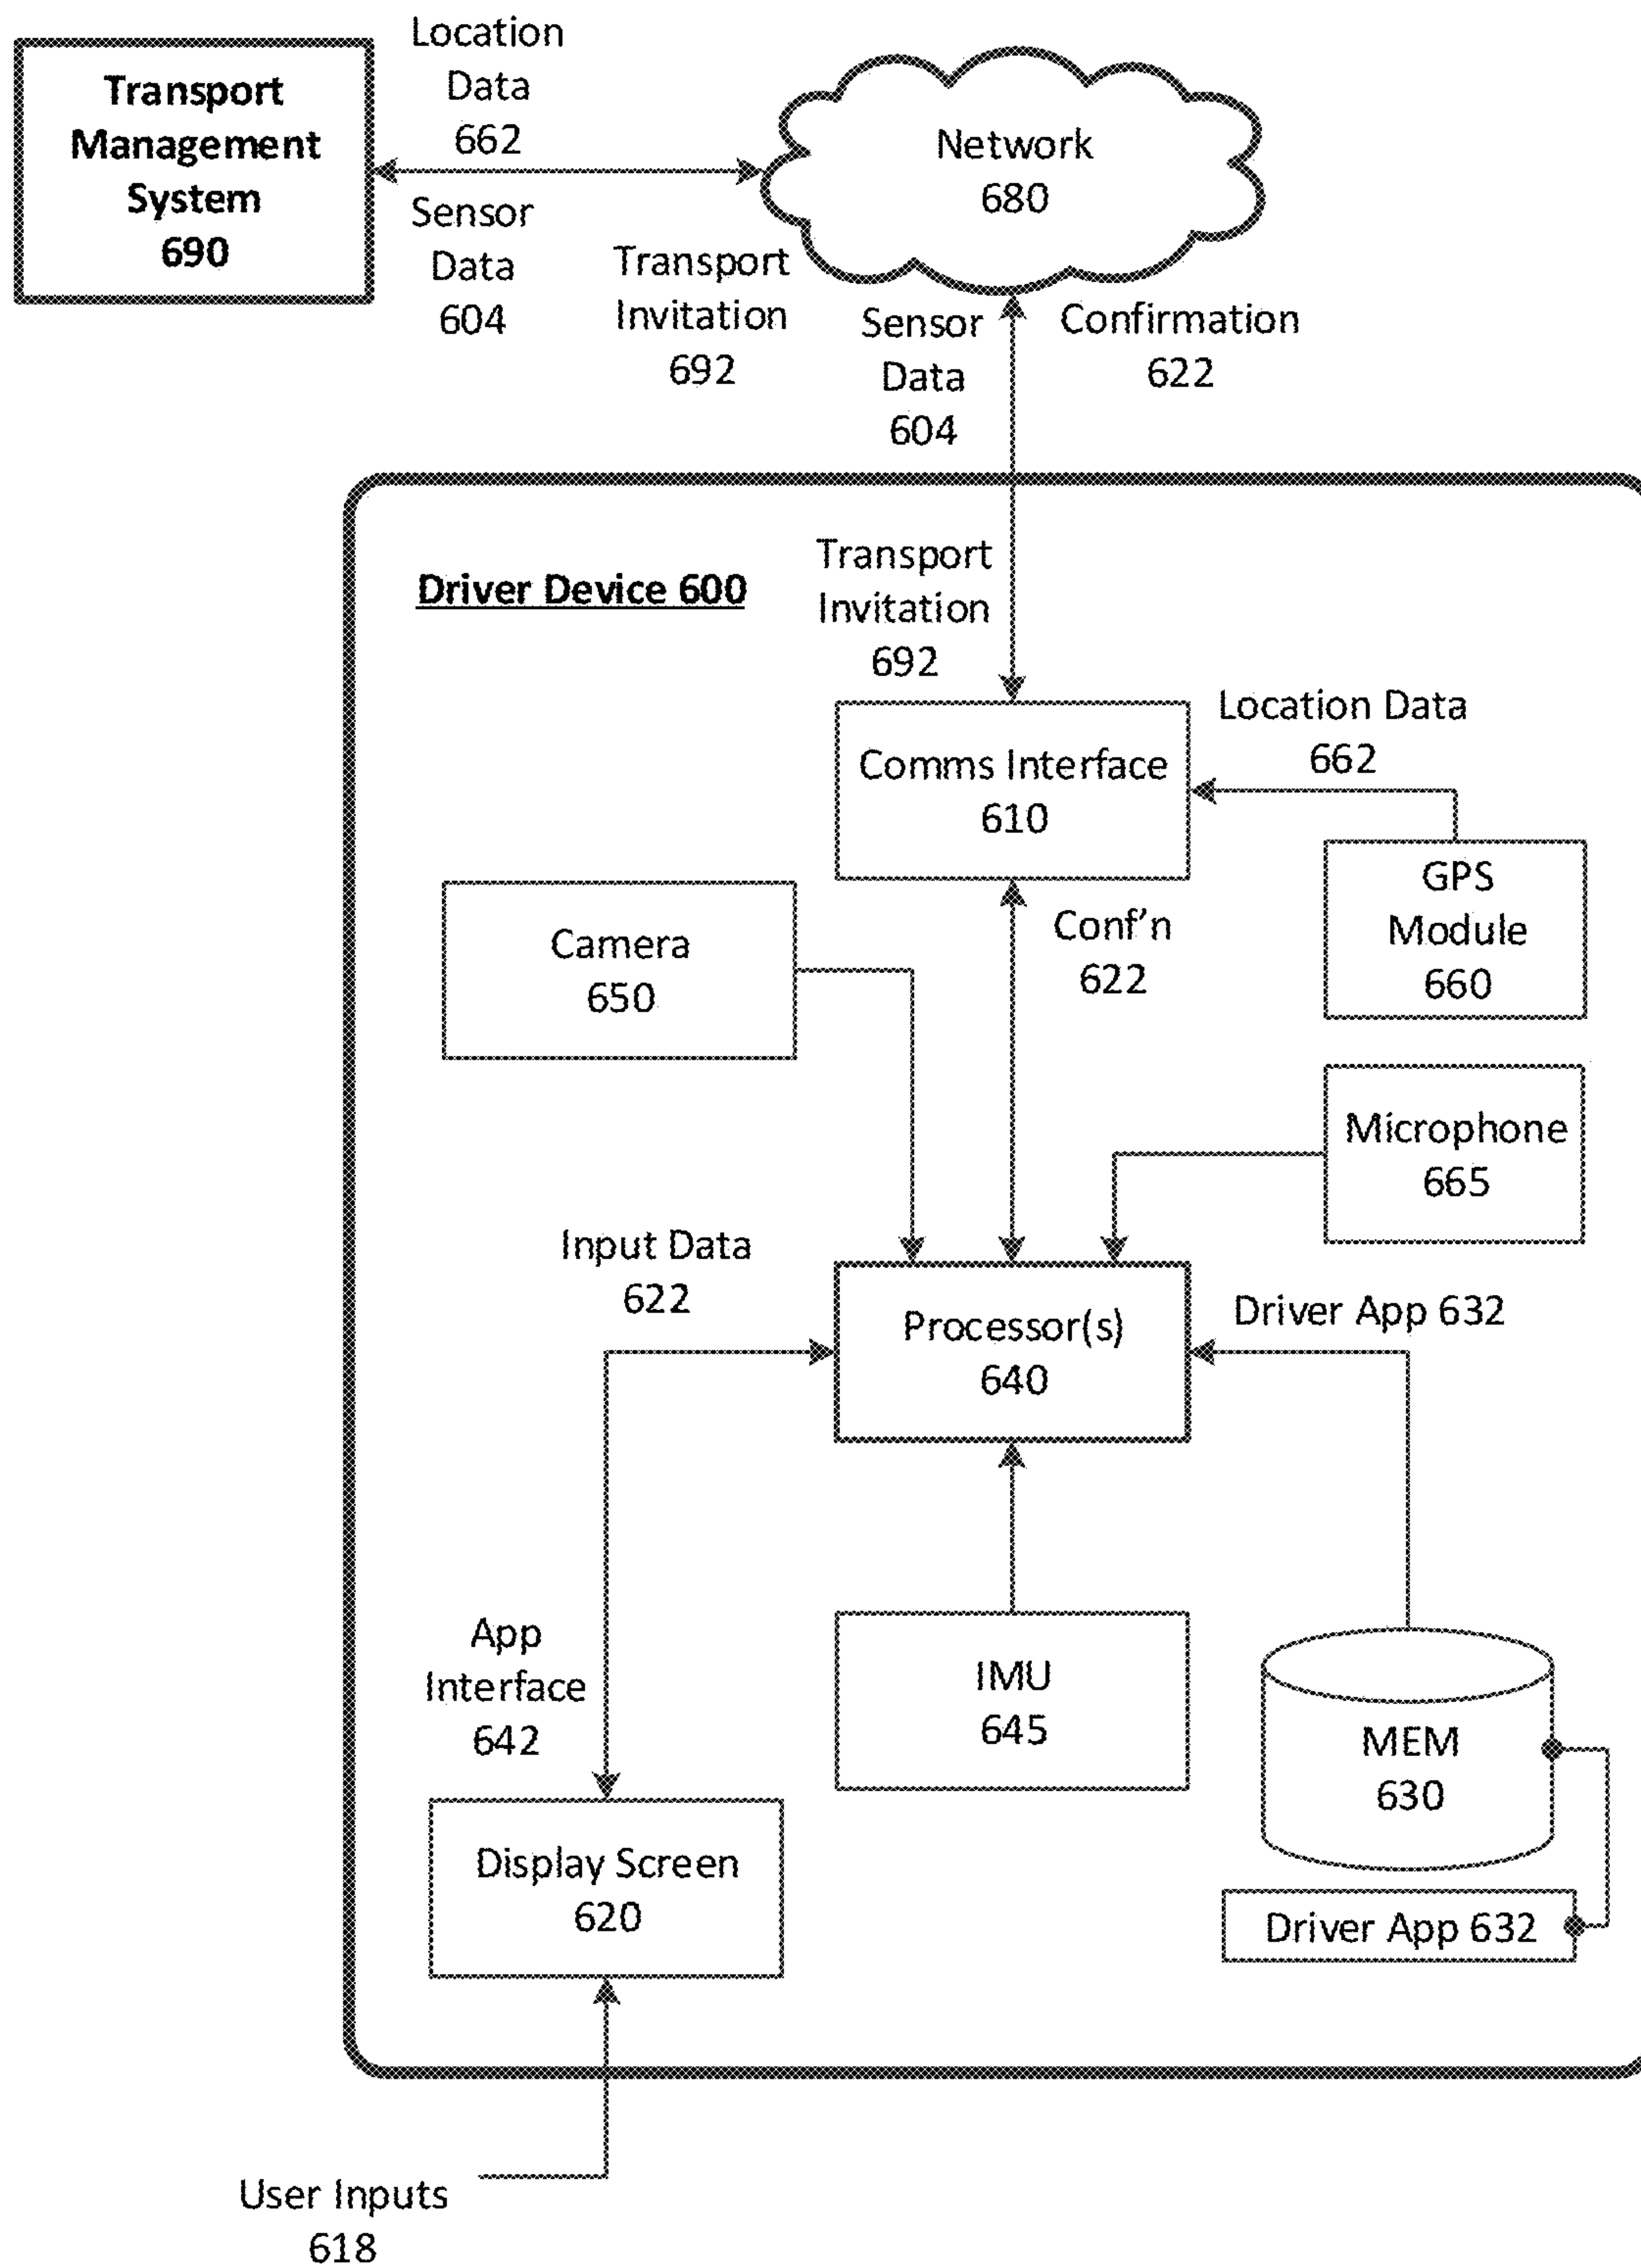 Transport
Management
System
690
Location
Data
662
Sensor
Data
604
Network
680
Transport
Invitation
692
Sensor
Data
604
Confirmation
622
Driver Device 600
Transport
Invitation
692
Comms Interface
610
Location Data
662
GPS
Module
660
Camera
650
Conf'n
622
Microphone
665
Input Data
622
Processor(s)
640
Driver App 632
App
Interface
642
IMU
645
MEM
630
Display Screen
620
Driver App 632
User Inputs
618